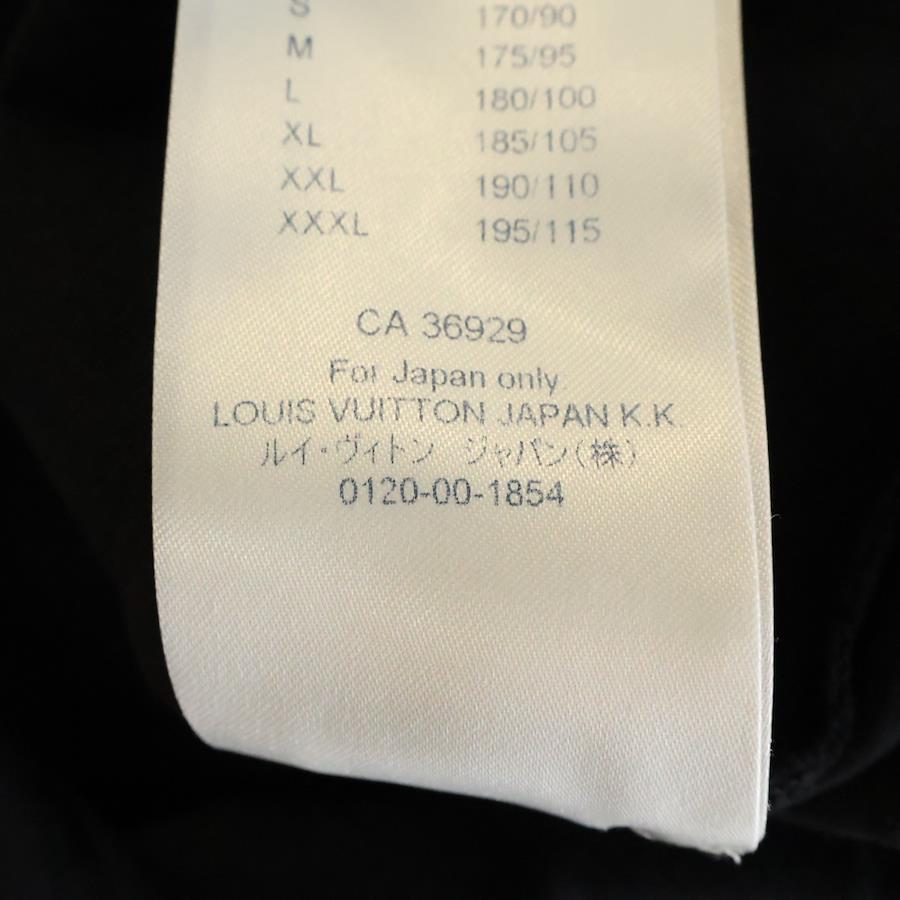 S 170/90
M 175/95
L 180/100
XL 185/105
XXL 190/110
XXXL 195/115
CA 36929
For Japan only:
LOUIS VUITTON JAPAN K.K.
ルイ・ヴィトン ジャパン(株)
0120-00-1854